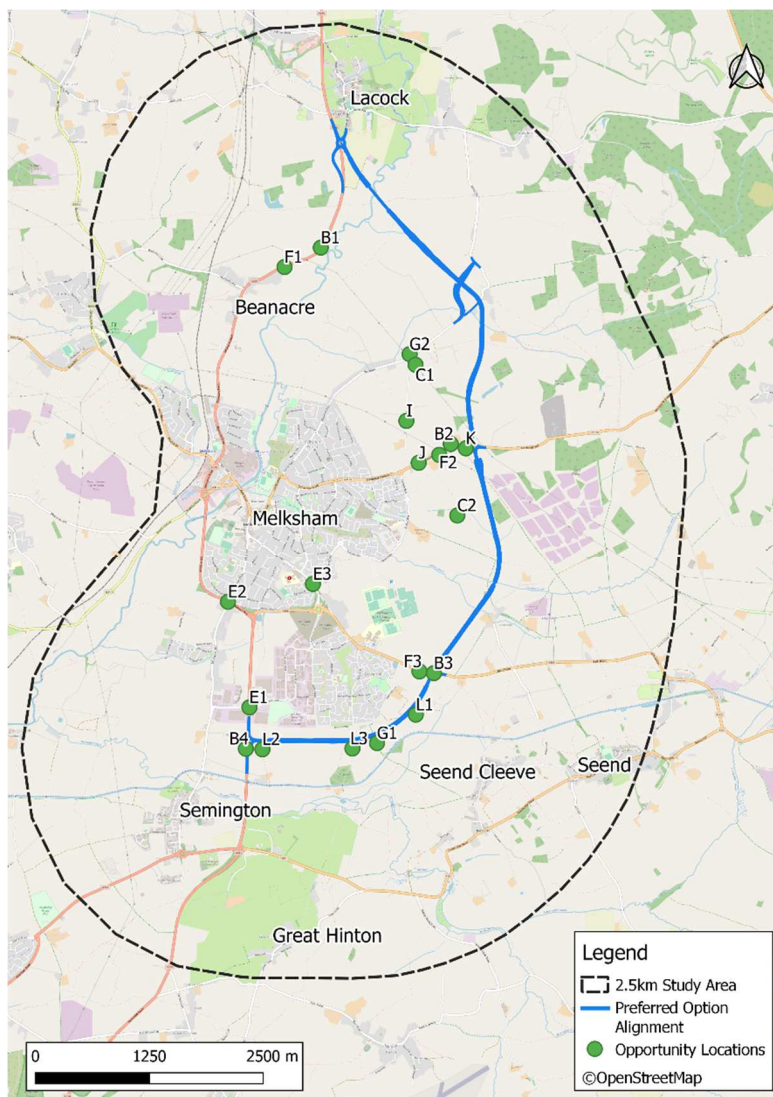 Lacock
B1
F1
Beanacre
G2
C1
I
B2
K
J
F2
C2
Melksham
E3
E2
F3
B3
E1
L1
B4
L2
L3
G1
Seend Cleeve
Seend
Semington
Great Hinton
Legend
2.5km Study Area
Preferred Option
Alignment
Opportunity Locations
©OpenStreetMap
0 1250 2500 m